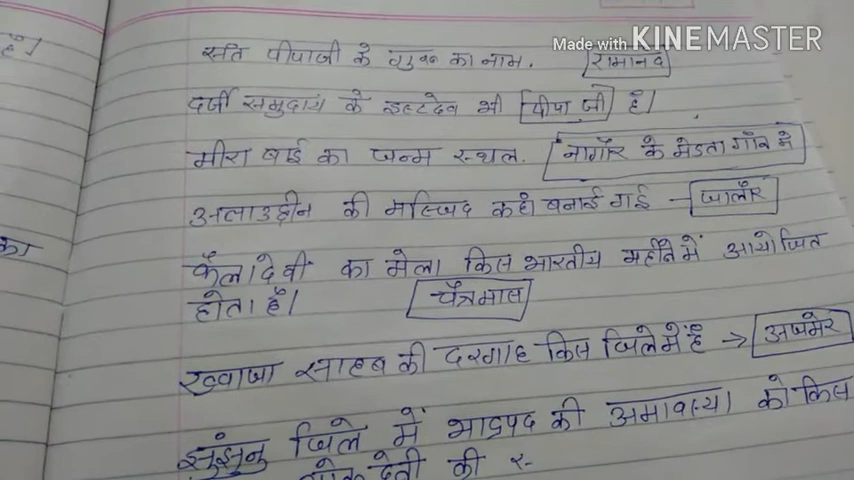 है।
Made with KINEMASTER
संत पीपाजी के गुरू का नाम. रामानंद
दर्जी समुदाय के इष्टदेव भी पीपा जी है।
मीरा बाई का जन्म स्थल. नागौर के मेडता गाँव में
अलाउद्दीन की मस्जिद कहाँ बनाई गई - जालौर
का
कैलादेवी का मेला किस भारतीय महीने में आयोजित
होता है। चैत्रमास
ख्वाजा साहब की दरगाह किस जिले में है → अजमेर
झुंझुनु जिले में भाद्रपद की अमावस्या को किस
देवी की